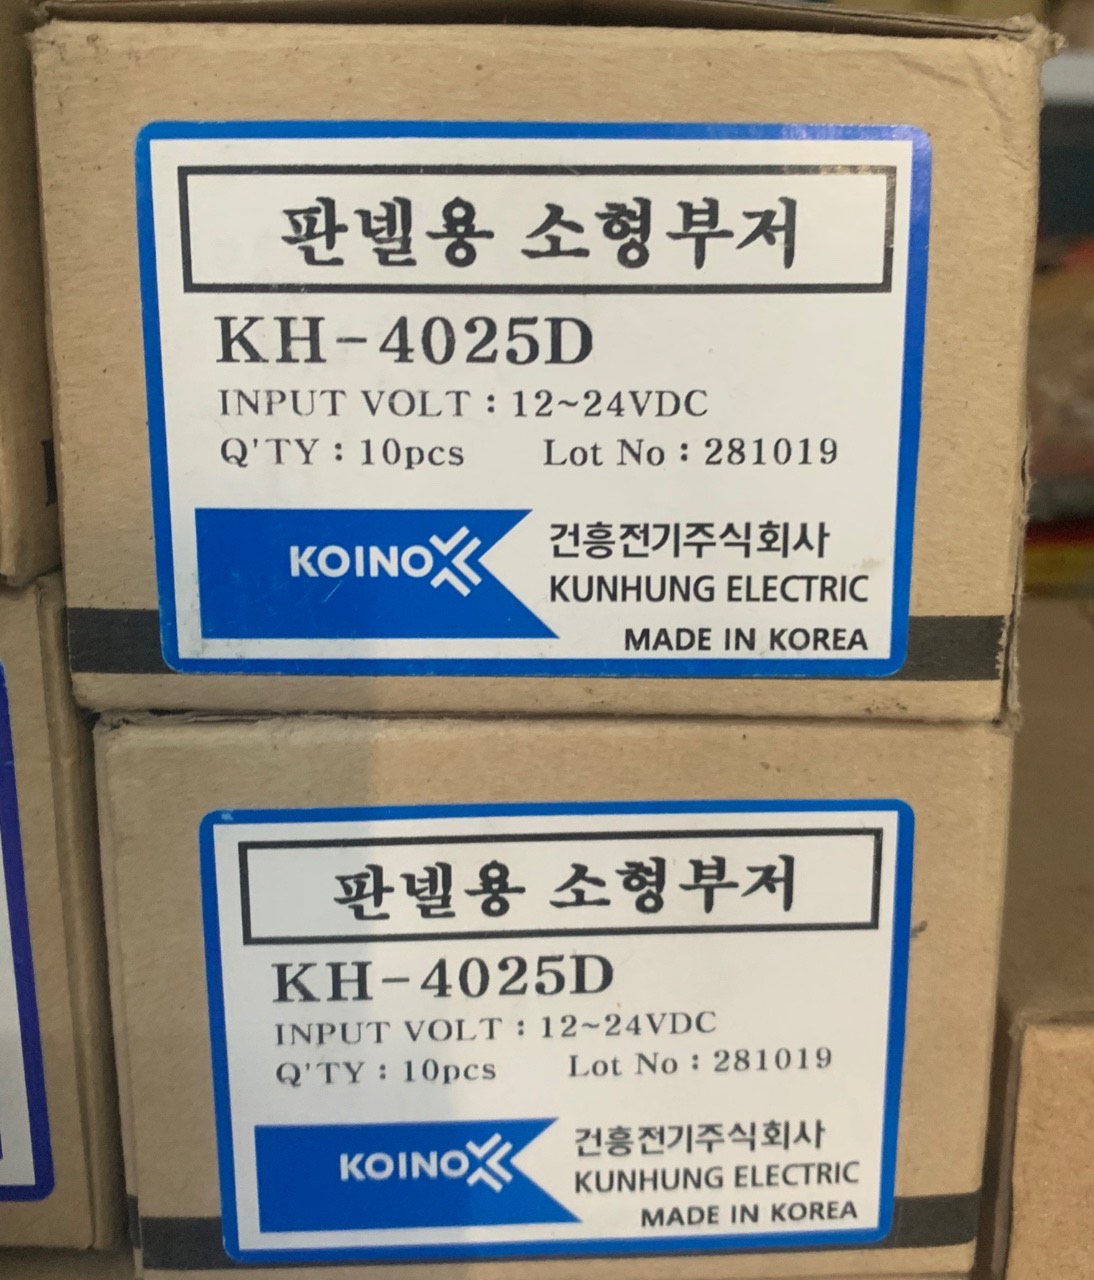 판넬용 소형부저
KH-4025D
INPUT VOLT : 12~24VDC
Q'TY : 10pcs Lot No : 281019
KOINO
건흥전기주식회사
KUNHUNG ELECTRIC
MADE IN KOREA
판넬용 소형부저
KH-4025D
INPUT VOLT : 12~24VDC
Q'TY : 10pcs Lot No : 281019
KOINO
건흥전기주식회사
KUNHUNG ELECTRIC
MADE IN KOREA